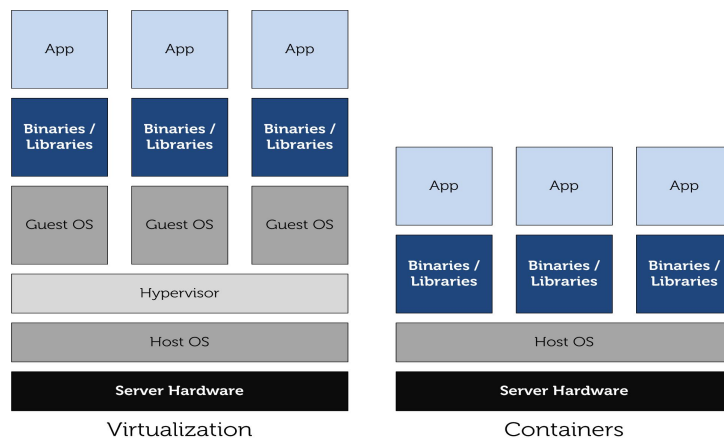 App App App
Binaries / Binaries / Binaries /
Libraries Libraries Libraries
Guest OS Guest OS Guest OS
Hypervisor
Host OS
Server Hardware
Virtualization
App App App
Binaries / Binaries / Binaries /
Libraries Libraries Libraries
Host OS
Server Hardware
Containers